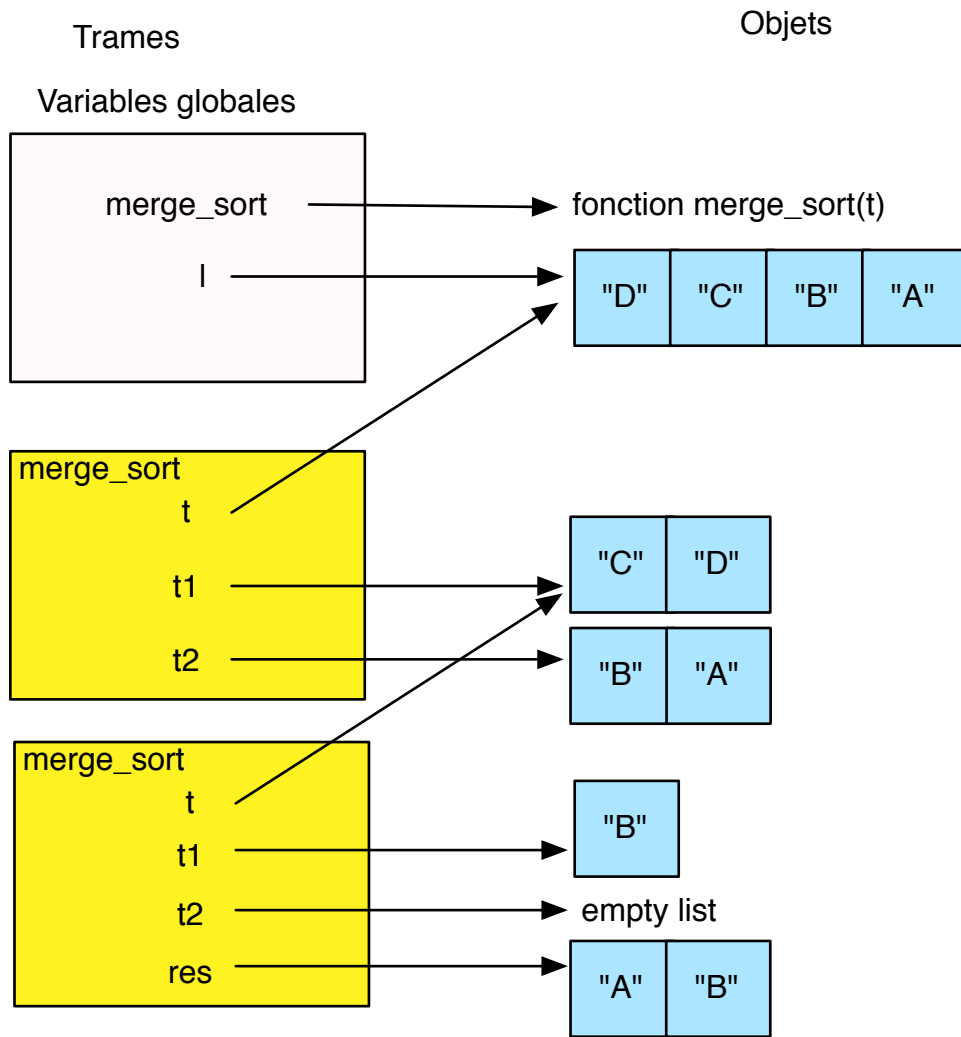 Trames
Objets
Variables globales
merge_sort
fonction merge_sort(t)
l
"D" "C" "B" "A"
merge_sort
t
t1
"C" "D"
t2
"B" "A"
merge_sort
t
t1
"B"
t2
empty list
res
"A" "B"